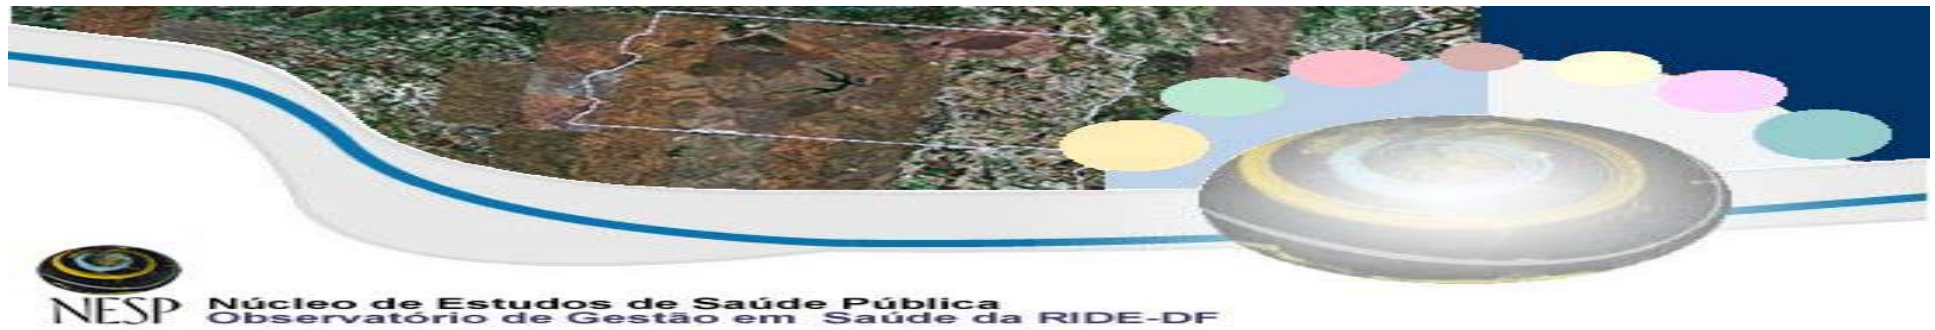 NESP
Núcleo de Estudos de Saúde Pública
Observatório de Gestão em Saúde da RIDE-DF